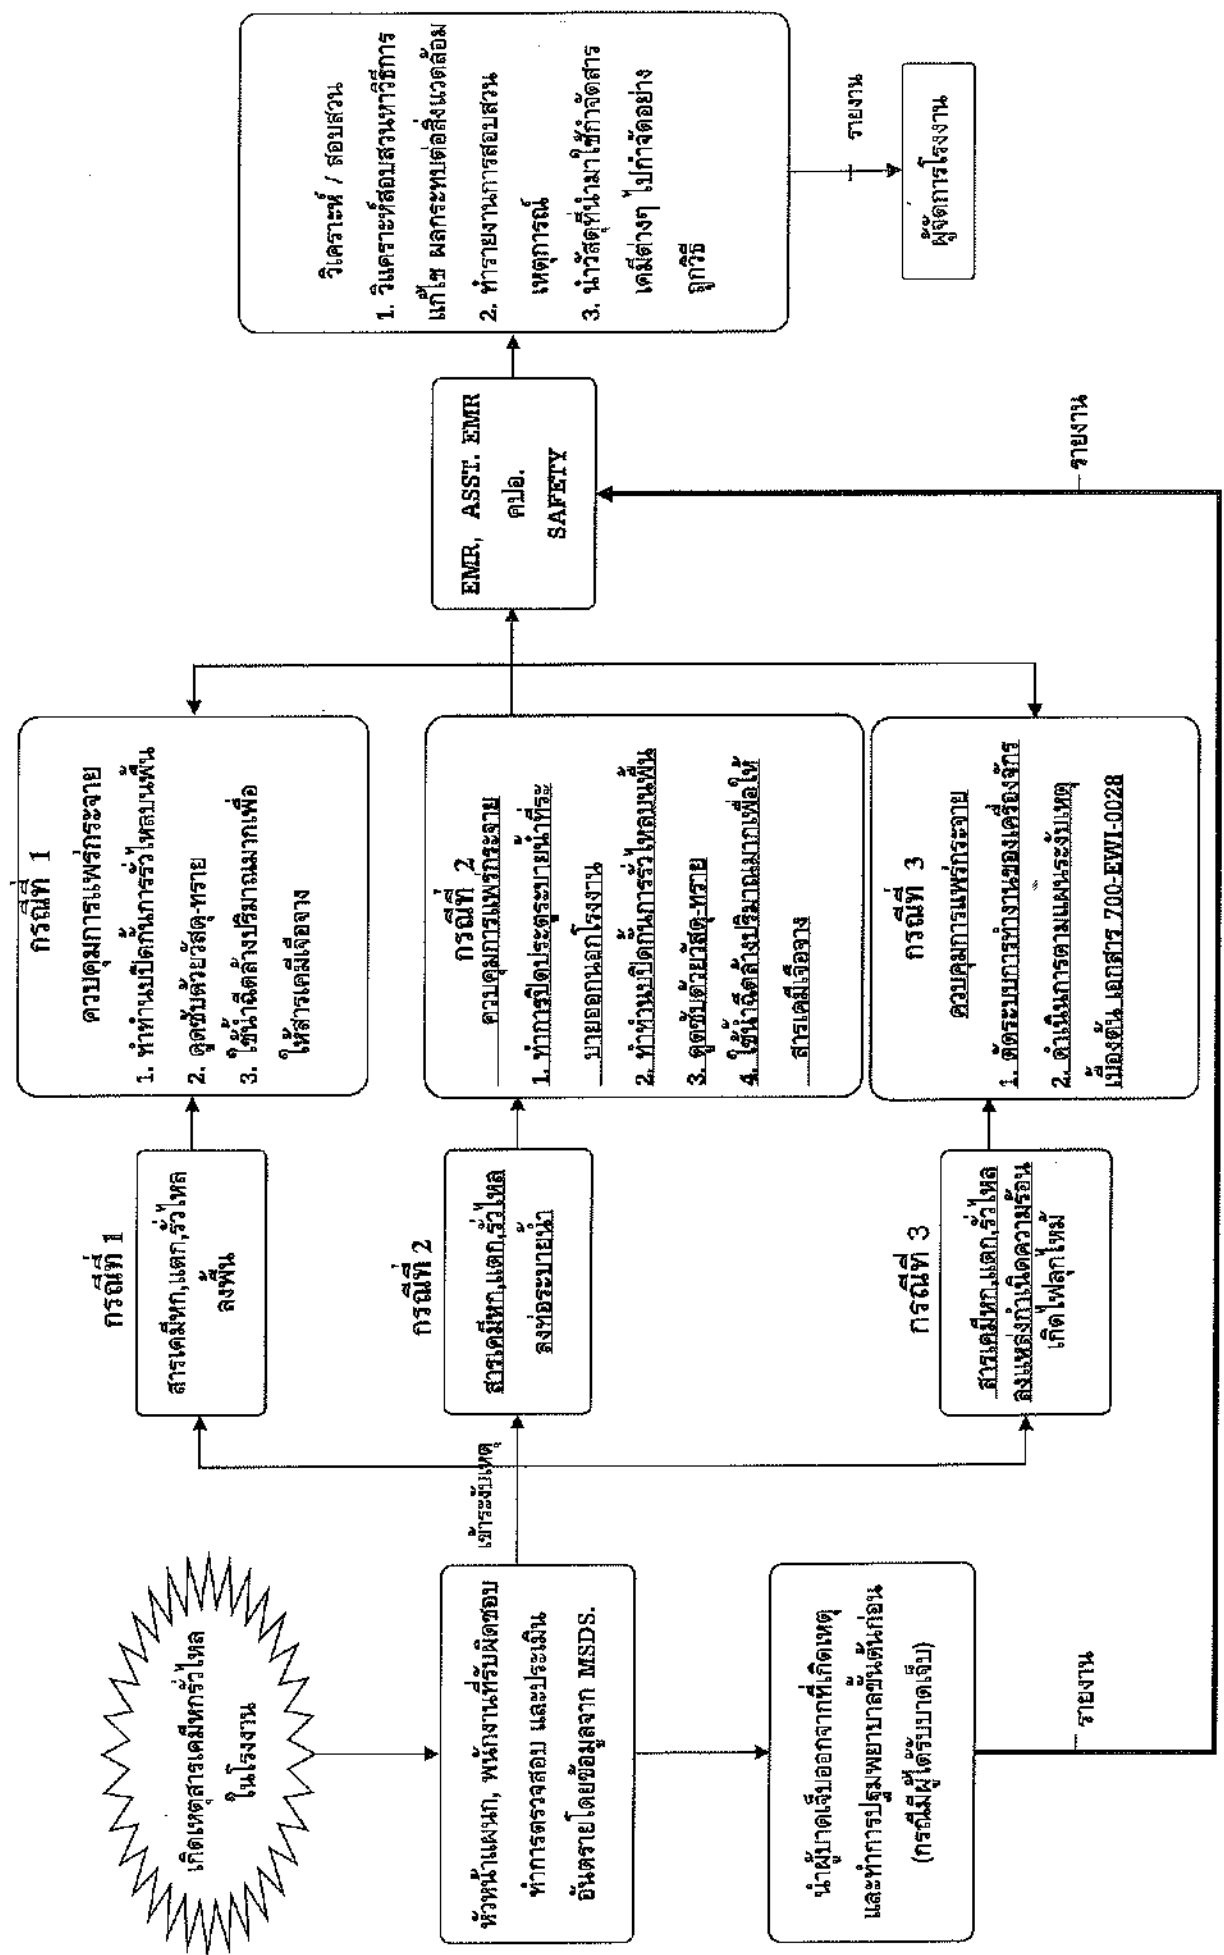 เกิดเหตุสารเคมีหกรั่วไหล
ในโรงงาน
หัวหน้าแผนก, พนักงานที่รับผิดชอบ
ทำการตรวจสอบ และประเมิน
อันตรายโดยข้อมูลจาก MSDS.
เข้าระงับเหตุ
นำผู้บาดเจ็บออกจากที่เกิดเหตุ
และทำการปฐมพยาบาลขั้นต้นก่อน
(กรณีมีผู้ได้รับบาดเจ็บ)
รายงาน
กรณีที่ 1
สารเคมีหก,แตก,รั่วไหล
ลงพื้น
กรณีที่ 2
สารเคมีหก,แตก,รั่วไหล
ลงท่อระบายน้ำ
กรณีที่ 3
สารเคมีหก,แตก,รั่วไหล
ลงแหล่งกำเนิดความร้อน
เกิดไฟลุกไหม้
กรณีที่ 1
ควบคุมการแพร่กระจาย
1. ทำทำนบปิดกั้นการรั่วไหลบนพื้น
2. ดูดซับด้วยวัสดุ-ทราย
3. ใช้น้ำฉีดล้างปริมาณมากเพื่อ
ให้สารเคมีเจือจาง
กรณีที่ 2
ควบคุมการแพร่กระจาย
1. ทำการปิดประตูระบายน้ำที่ระ
บายออกนอกโรงงาน
2. ทำทำนบปิดกั้นการรั่วไหลบนพื้น
3. ดูดซับด้วยวัสดุ-ทราย
4. ใช้น้ำฉีดล้างปริมาณมากเพื่อให้
สารเคมีเจือจาง
กรณีที่ 3
ควบคุมการแพร่กระจาย
1. ตัดระบบการทำงานของเครื่องจักร
2. ดำเนินการตามแผนระงับเหตุ
เบื้องต้น เอกสาร 700-EWI-0028
EMR, ASST. EMR
คปอ.
SAFETY
รายงาน
วิเคราะห์ / สอบสวน
1. วิเคราะห์สอบสวนหาวิธีการ
แก้ไข ผลกระทบต่อสิ่งแวดล้อม
2. ทำรายงานการสอบสวน
เหตุการณ์
3. นำวัสดุที่นำมาใช้กำจัดสาร
เคมีต่างๆ ไปกำจัดอย่าง
ถูกวิธี
รายงาน
ผู้จัดการโรงงาน